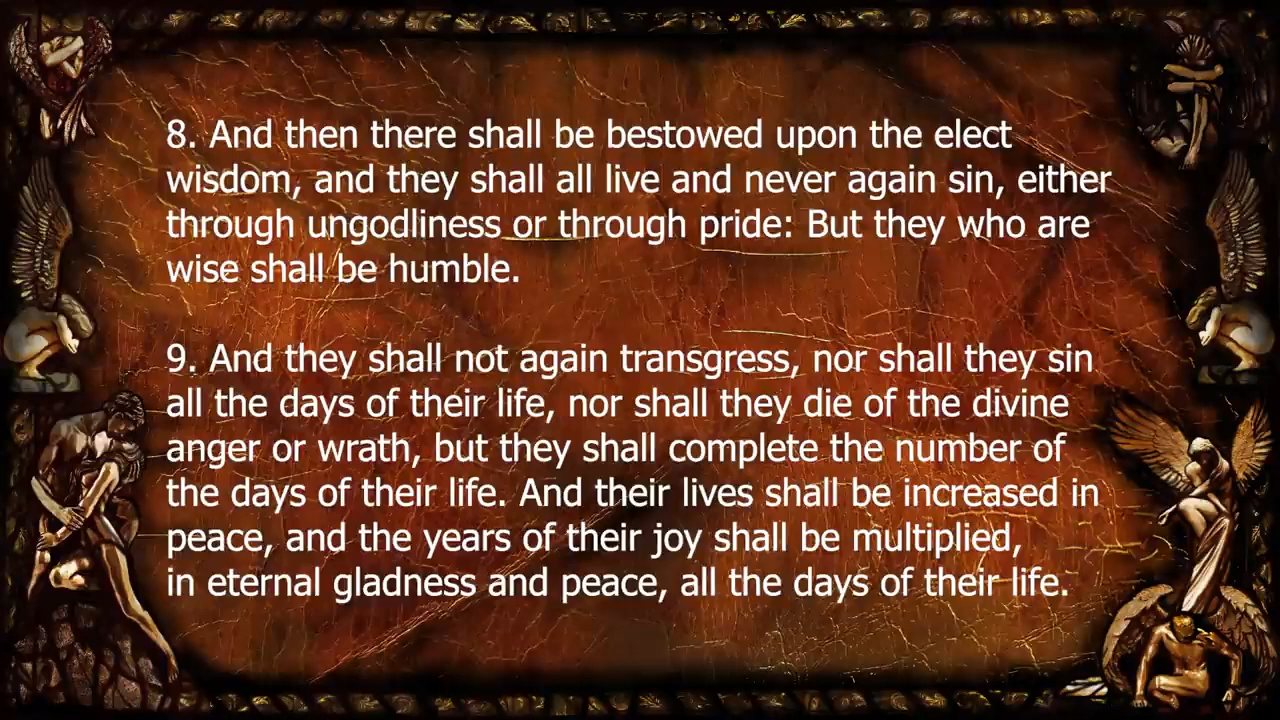 8. And then there shall be bestowed upon the elect
wisdom, and they shall all live and never again sin, either
through ungodliness or through pride: But they who are
wise shall be humble.
9. And they shall not again transgress, nor shall they sin
all the days of their life, nor shall they die of the divine
anger or wrath, but they shall complete the number of
the days of their life. And their lives shall be increased in
peace, and the years of their joy shall be multiplied,
in eternal gladness and peace, all the days of their life.